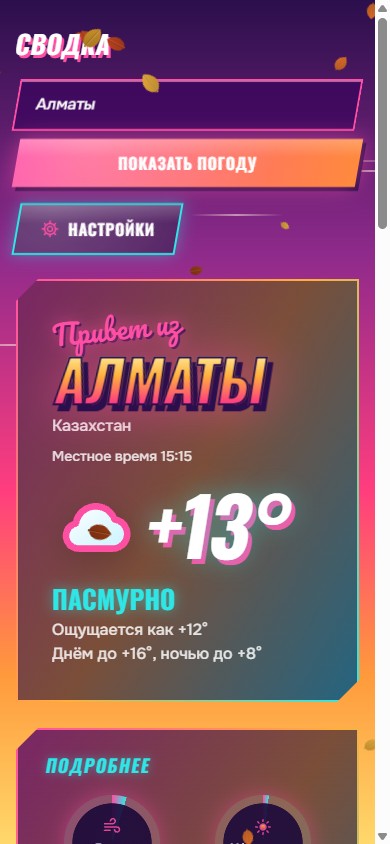 СВОДКА
Алматы
ПОКАЗАТЬ ПОГОДУ
НАСТРОЙКИ
Привет из
АЛМАТЫ
Казахстан
Местное время 15:15
+13°
ПАСМУРНО
Ощущается как +12°
Днём до +16°, ночью до +8°
ПОДРОБНЕЕ